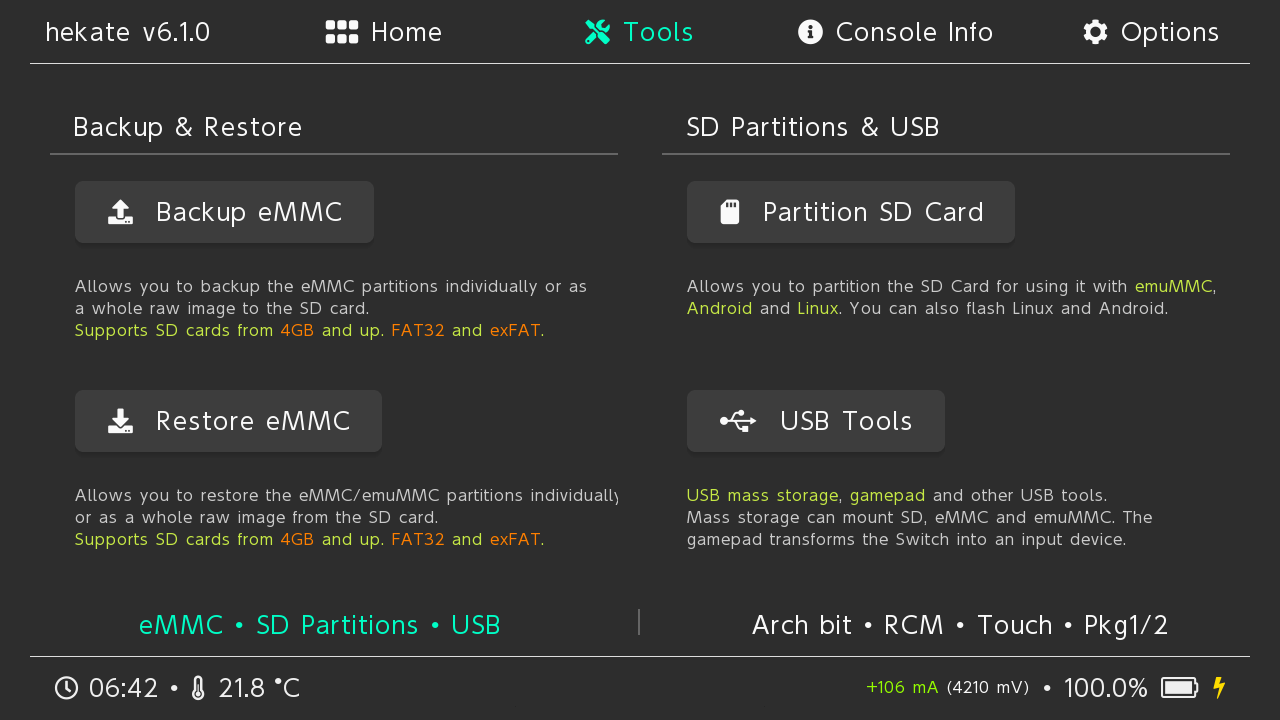 hekate v6.1.0
Home
Tools
Console Info
Options
Backup & Restore
Backup eMMC
Allows you to backup the eMMC partitions individually or as
a whole raw image to the SD card.
Supports SD cards from 4GB and up. FAT32 and exFAT.
Restore eMMC
Allows you to restore the eMMC/emuMMC partitions individually
or as a whole raw image from the SD card.
Supports SD cards from 4GB and up. FAT32 and exFAT.
SD Partitions & USB
Partition SD Card
Allows you to partition the SD Card for using it with emuMMC,
Android and Linux. You can also flash Linux and Android.
USB Tools
USB mass storage, gamepad and other USB tools.
Mass storage can mount SD, eMMC and emuMMC. The
gamepad transforms the Switch into an input device.
eMMC • SD Partitions • USB
Arch bit • RCM • Touch • Pkg1/2
06:42 • 21.8 °C
+106 mA (4210 mV) • 100.0%